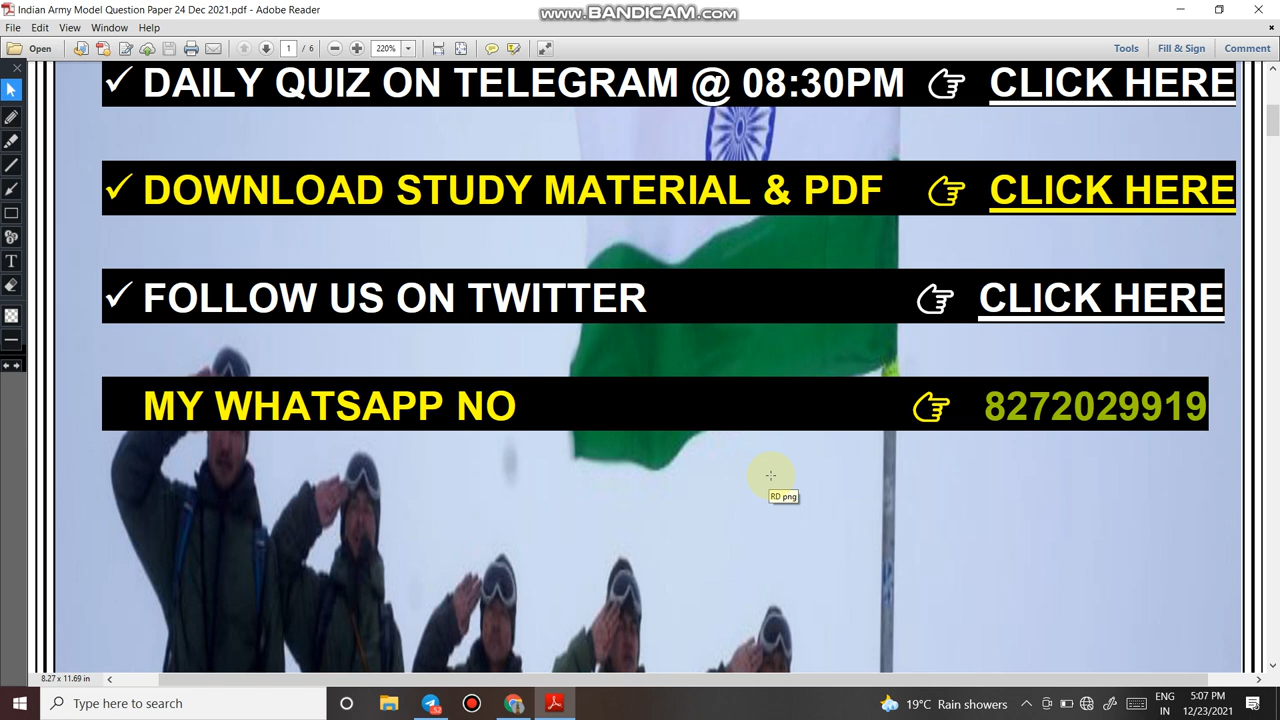 Indian Army Model Question Paper 24 Dec 2021.pdf - Adobe Reader
www.BANDICAM.com
File Edit View Window Help
Open 1 / 6 220% Tools Fill & Sign Comment
✓ DAILY QUIZ ON TELEGRAM @ 08:30PM 👉 CLICK HERE
✓ DOWNLOAD STUDY MATERIAL & PDF 👉 CLICK HERE
✓ FOLLOW US ON TWITTER 👉 CLICK HERE
MY WHATSAPP NO 👉 8272029919
RD png
8.27 x 11.69 in
Type here to search
19°C Rain showers
ENG
IN
5:07 PM
12/23/2021